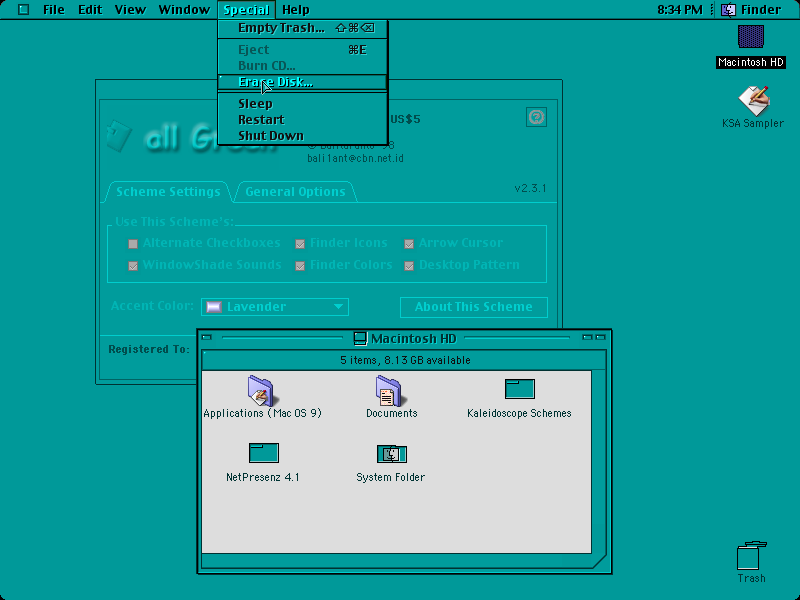 File Edit View Window Special Help 8:34 PM Finder
Empty Trash... ⇧⌘⌫
Eject ⌘E
Burn CD...
Erase Disk...
Sleep
Restart
Shut Down
Macintosh HD
KSA Sampler
US$5
all Green
bali1ant@cbn.net.id
v2.3.1
Scheme Settings
General Options
Use This Scheme's:
Alternate Checkboxes Finder Icons Arrow Cursor
WindowShade Sounds Finder Colors Desktop Pattern
Accent Color: Lavender About This Scheme
Registered To:
Macintosh HD
5 items, 8.13 GB available
Applications (Mac OS 9) Documents Kaleidoscope Schemes
NetPresenz 4.1 System Folder
Trash